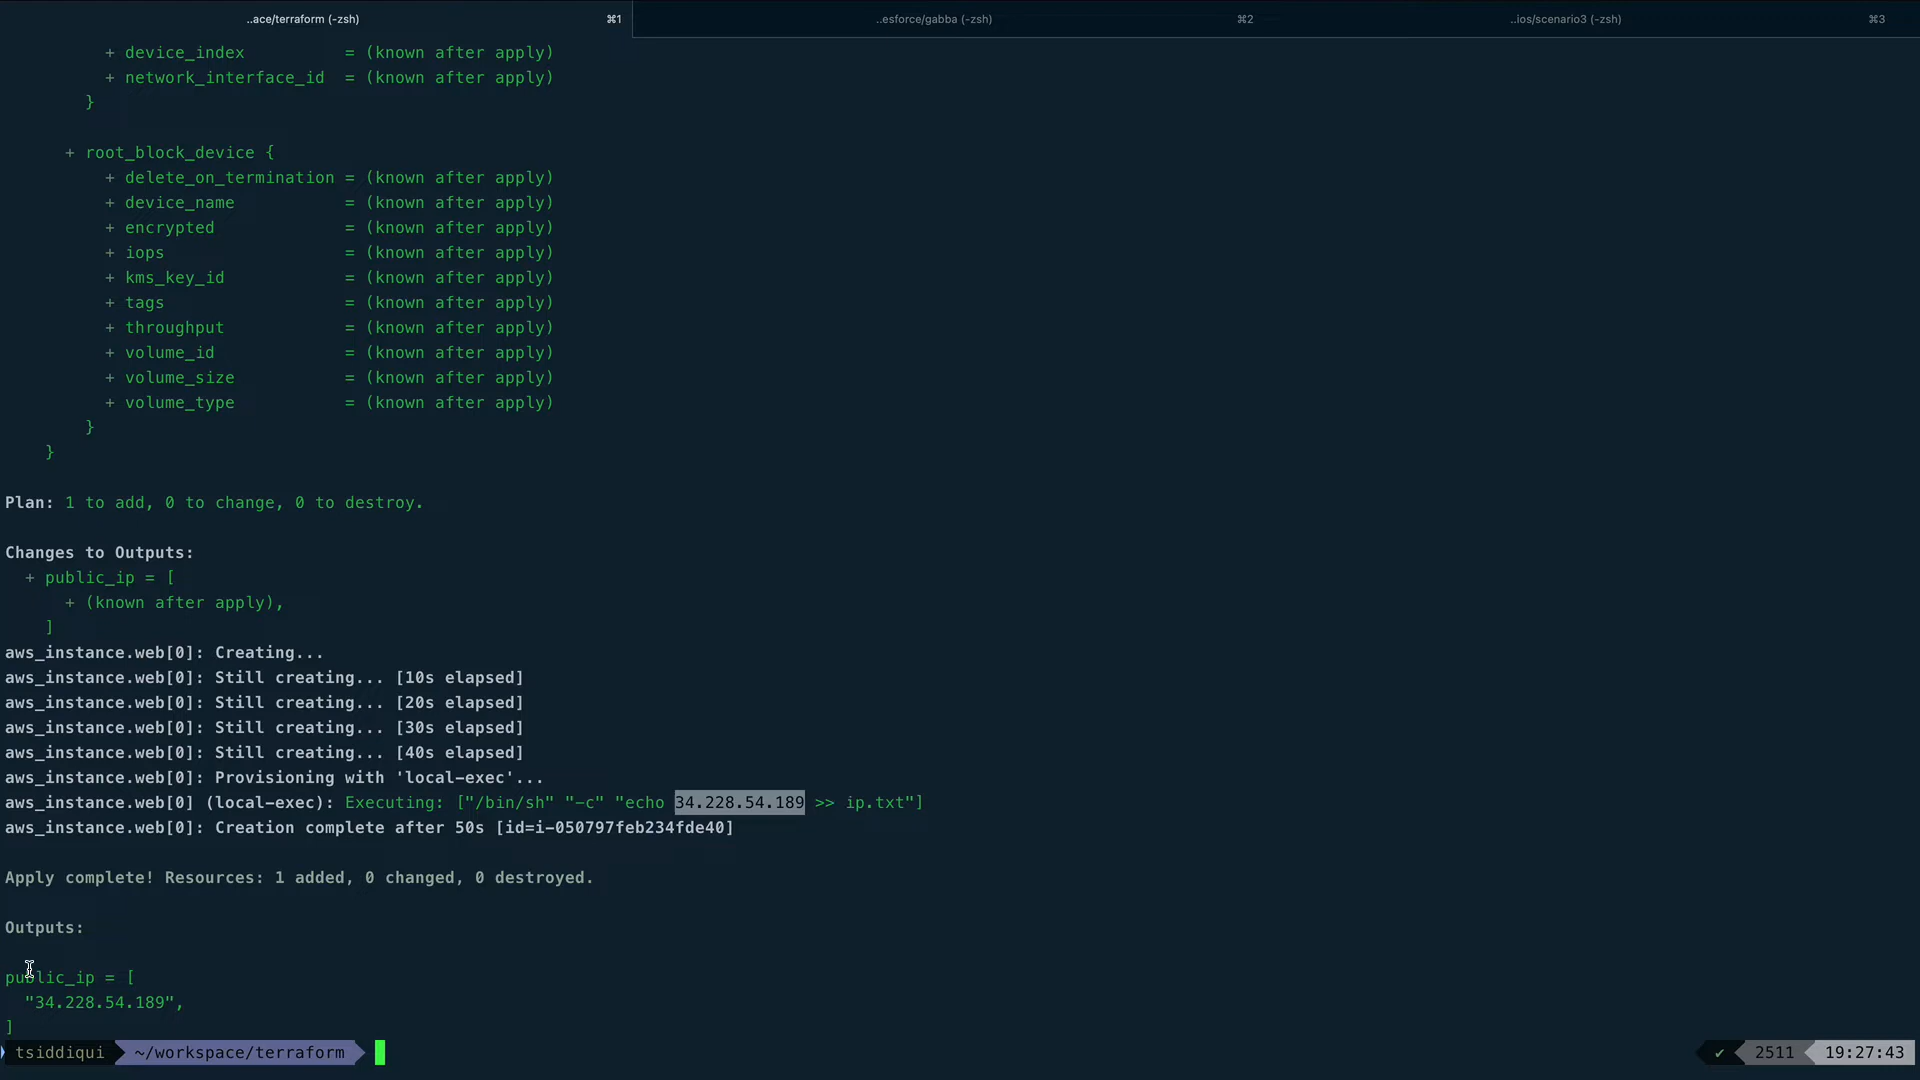 ..ace/terraform (-zsh) ⌘1 ..esforce/gabba (-zsh) ⌘2 ..ios/scenario3 (-zsh) ⌘3
+ device_index = (known after apply)
+ network_interface_id = (known after apply)
}
+ root_block_device {
+ delete_on_termination = (known after apply)
+ device_name = (known after apply)
+ encrypted = (known after apply)
+ iops = (known after apply)
+ kms_key_id = (known after apply)
+ tags = (known after apply)
+ throughput = (known after apply)
+ volume_id = (known after apply)
+ volume_size = (known after apply)
+ volume_type = (known after apply)
}
}
Plan: 1 to add, 0 to change, 0 to destroy.
Changes to Outputs:
+ public_ip = [
+ (known after apply),
]
aws_instance.web[0]: Creating...
aws_instance.web[0]: Still creating... [10s elapsed]
aws_instance.web[0]: Still creating... [20s elapsed]
aws_instance.web[0]: Still creating... [30s elapsed]
aws_instance.web[0]: Still creating... [40s elapsed]
aws_instance.web[0]: Provisioning with 'local-exec'...
aws_instance.web[0] (local-exec): Executing: ["/bin/sh" "-c" "echo 34.228.54.189 >> ip.txt"]
aws_instance.web[0]: Creation complete after 50s [id=i-050797feb234fde40]
Apply complete! Resources: 1 added, 0 changed, 0 destroyed.
Outputs:
public_ip = [
"34.228.54.189",
]
tsiddiqui ~/workspace/terraform ✔ 2511 19:27:43